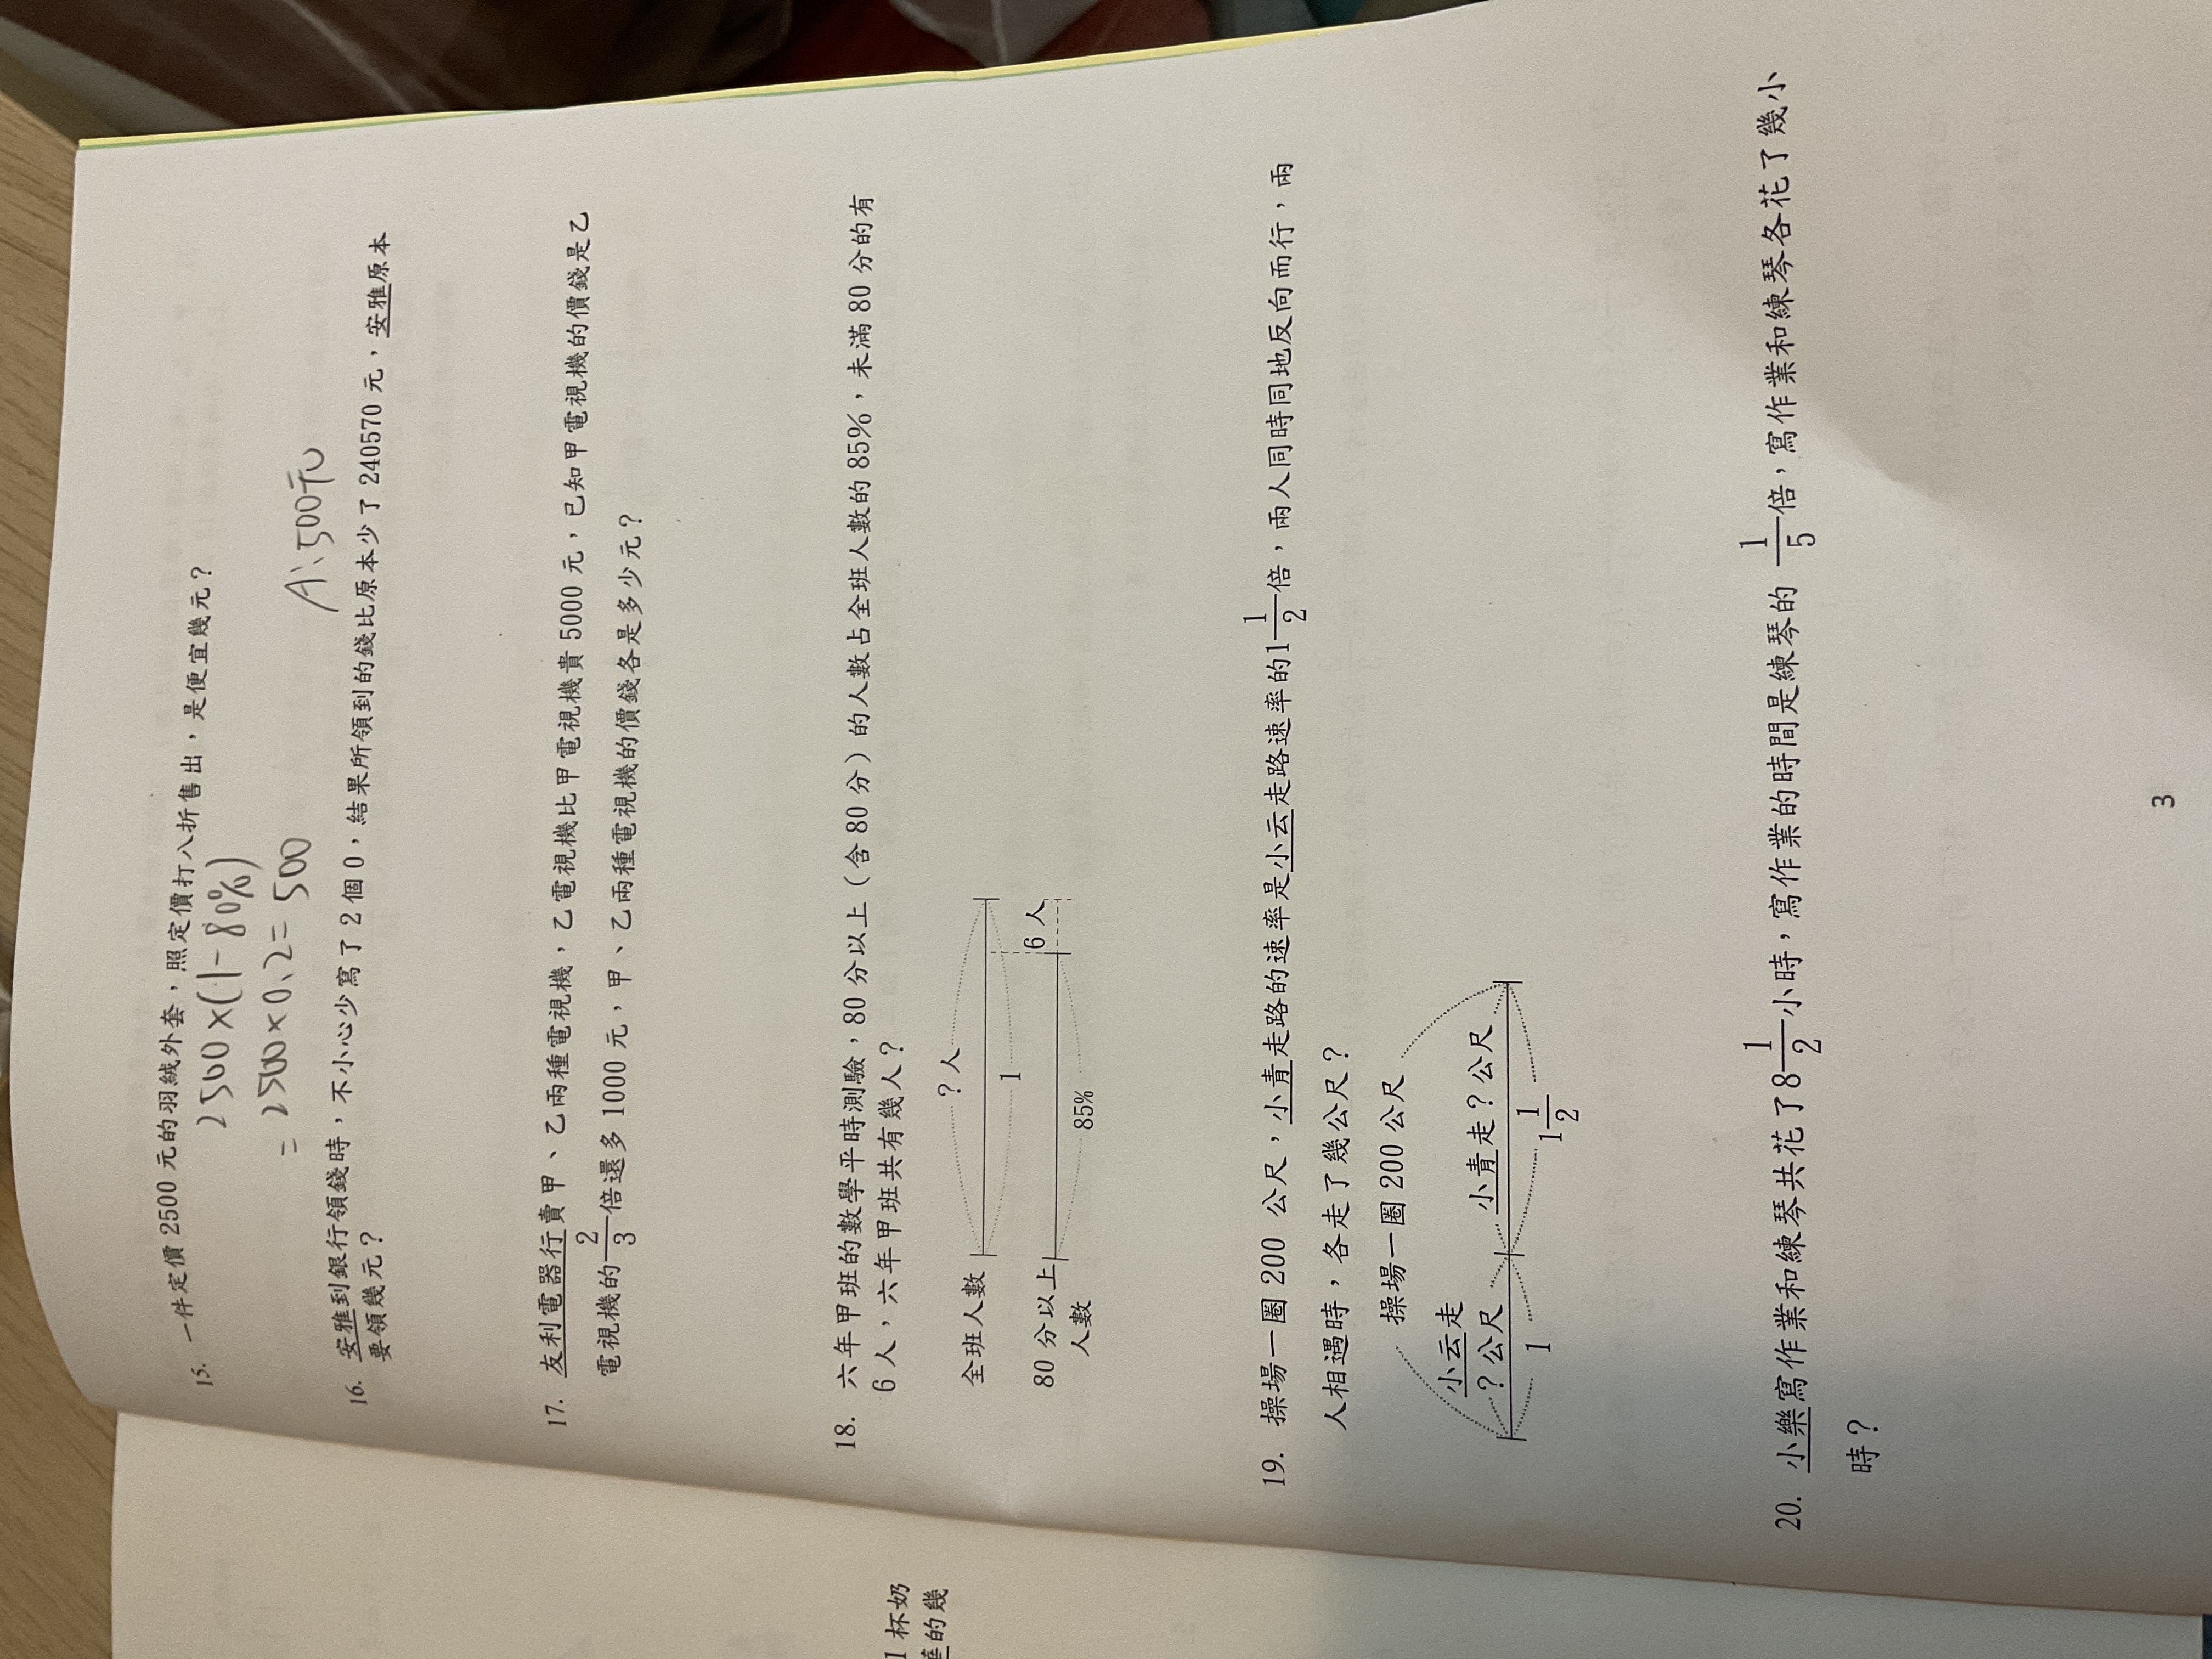 15. 一件定價 2500 元的羽絨外套，照定價打八折售出，是便宜幾元？
2500×(1-80%)
= 2500×0.2= 500
A:500元
16. 安雅到銀行領錢時，不小心少寫了 2 個 0，結果所領到的錢比原本少了 240570 元，安雅原本
要領幾元？
17. 友利電器行賣甲、乙兩種電視機，乙電視機比甲電視機貴 5000 元，已知甲電視機的價錢是乙
電視機的2/3倍還多 1000 元，甲、乙兩種電視機的價錢各是多少元？
18. 六年甲班的數學平時測驗，80 分以上（含 80 分）的人數占全班人數的 85%，未滿 80 分的有
6 人，六年甲班共有幾人？
? 人
全班人數
1
6 人
80 分以上
人數
85%
1 杯奶
的幾
19. 操場一圈 200 公尺，小青走路的速率是小云走路速率的1 1/2倍，兩人同時同地反向而行，兩
人相遇時，各走了幾公尺？
操場一圈 200 公尺
小云走
? 公尺
小青走? 公尺
1
1 1/2
20. 小樂寫作業和練琴共花了8 1/2小時，寫作業的時間是練琴的 1/5倍，寫作業和練琴各花了幾小
時？
3